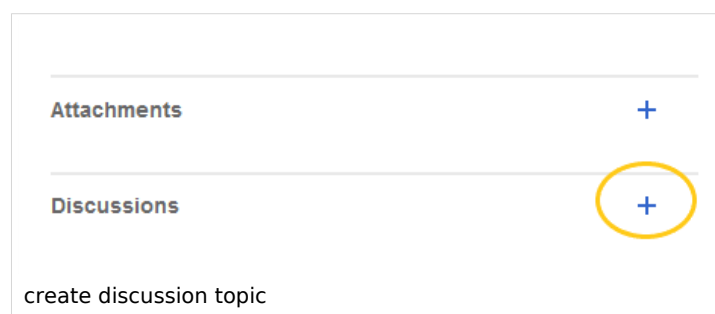 Attachments +
Discussions +
create discussion topic